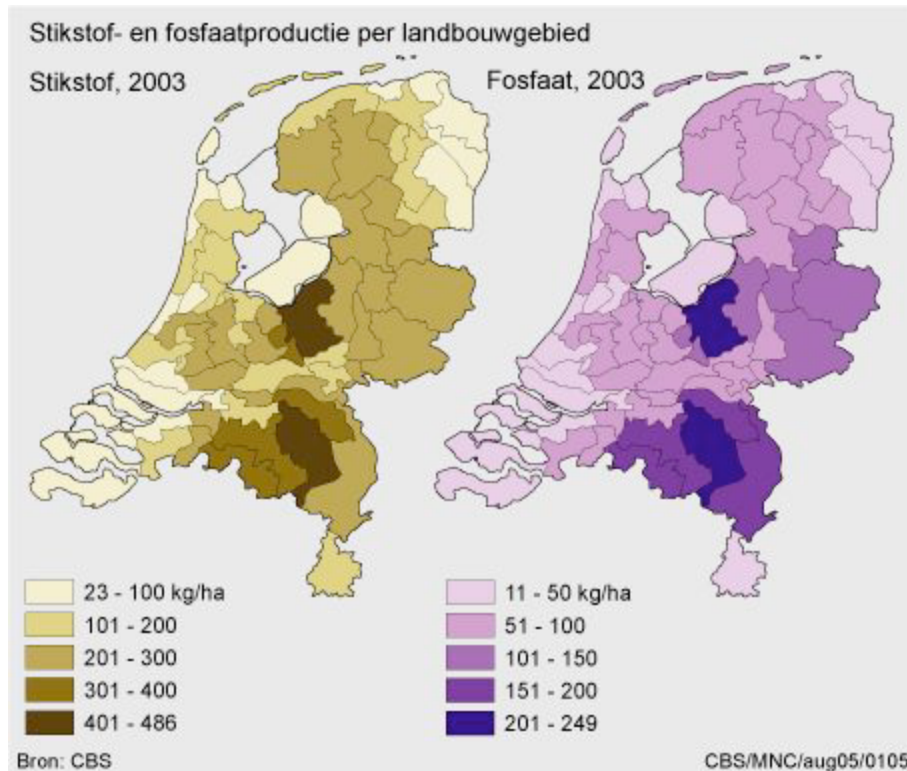 Stikstof- en fosfaatproductie per landbouwgebied
Stikstof, 2003
Fosfaat, 2003
23 - 100 kg/ha
101 - 200
201 - 300
301 - 400
401 - 486
11 - 50 kg/ha
51 - 100
101 - 150
151 - 200
201 - 249
Bron: CBS
CBS/MNC/aug05/0105